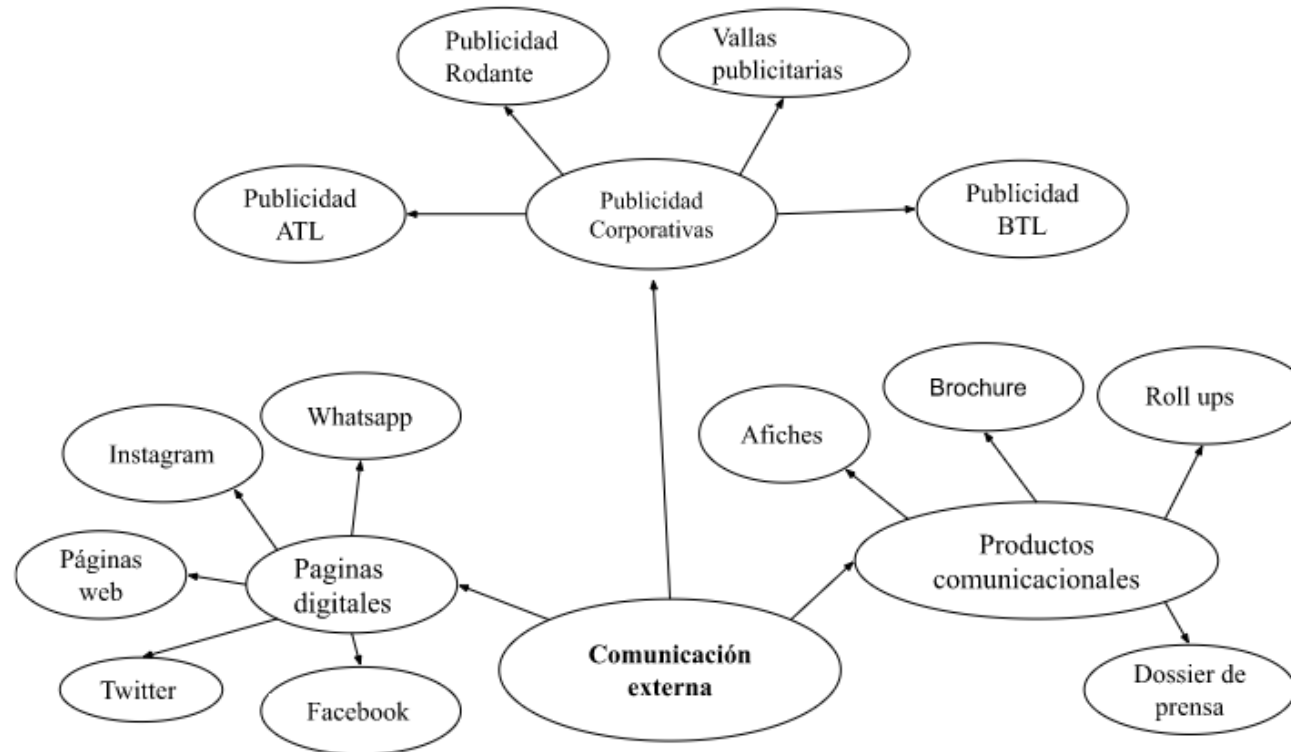 Publicidad
Rodante
Vallas
publicitarias
Publicidad
ATL
Publicidad
Corporativas
Publicidad
BTL
Whatsapp
Instagram
Páginas
web
Paginas
digitales
Twitter
Facebook
Afiches
Brochure
Roll ups
Productos
comunicacionales
Dossier de
prensa
Comunicación
externa